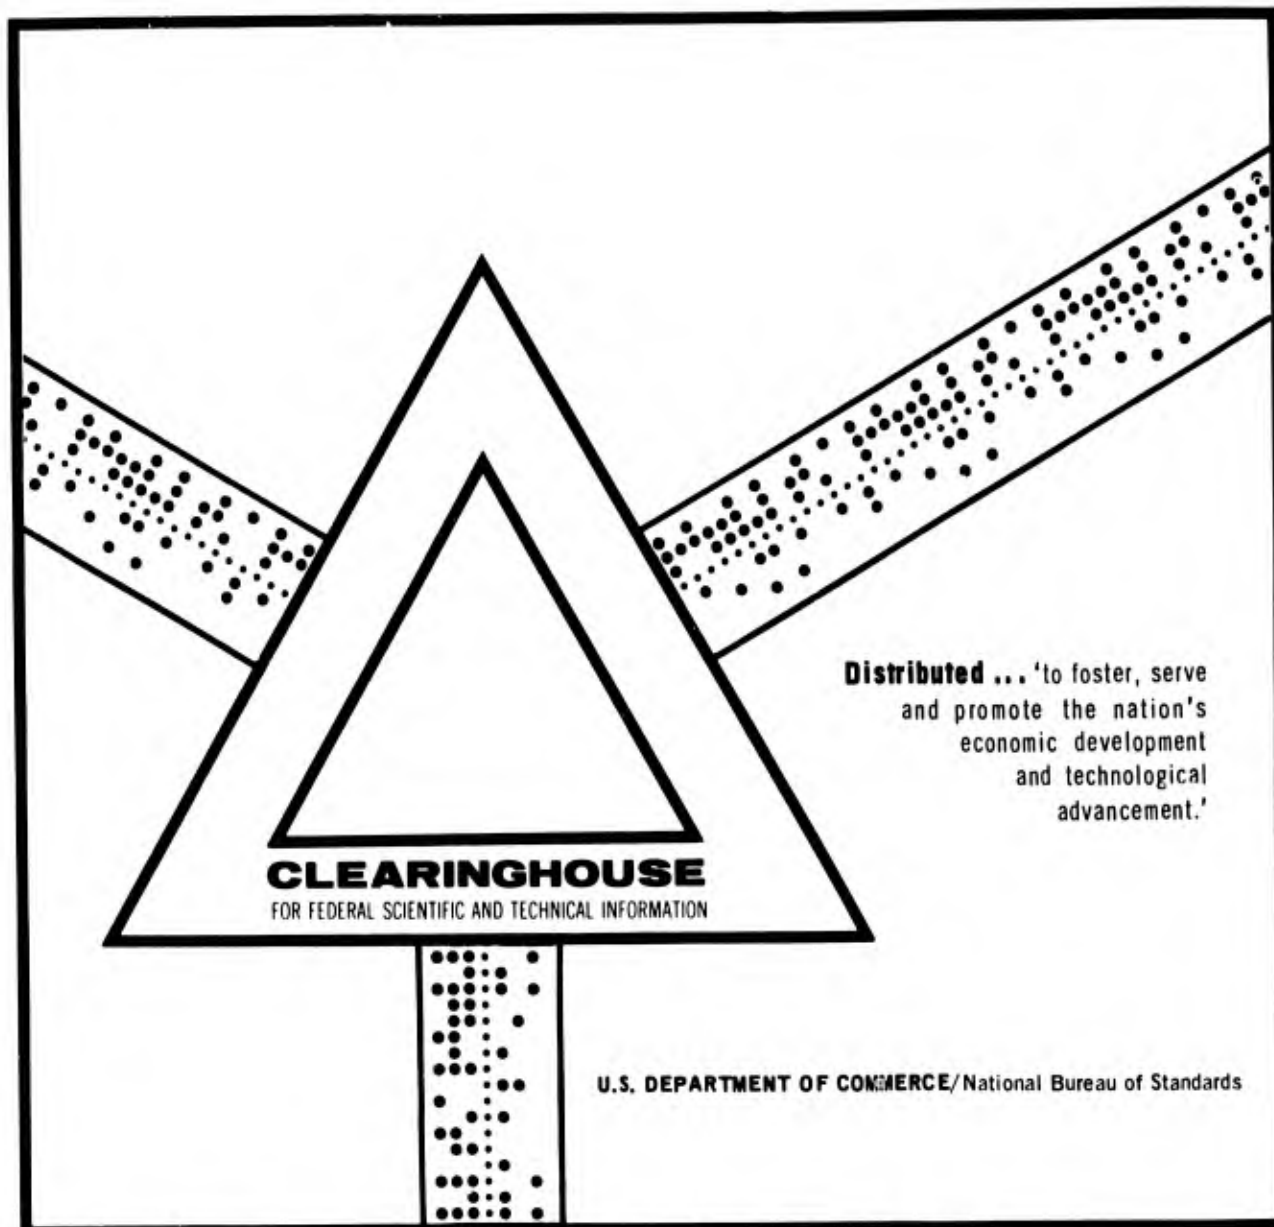 Distributed ... 'to foster, serve
and promote the nation's
economic development
and technological
advancement.'
CLEARINGHOUSE
FOR FEDERAL SCIENTIFIC AND TECHNICAL INFORMATION
U.S. DEPARTMENT OF COMMERCE/National Bureau of Standards